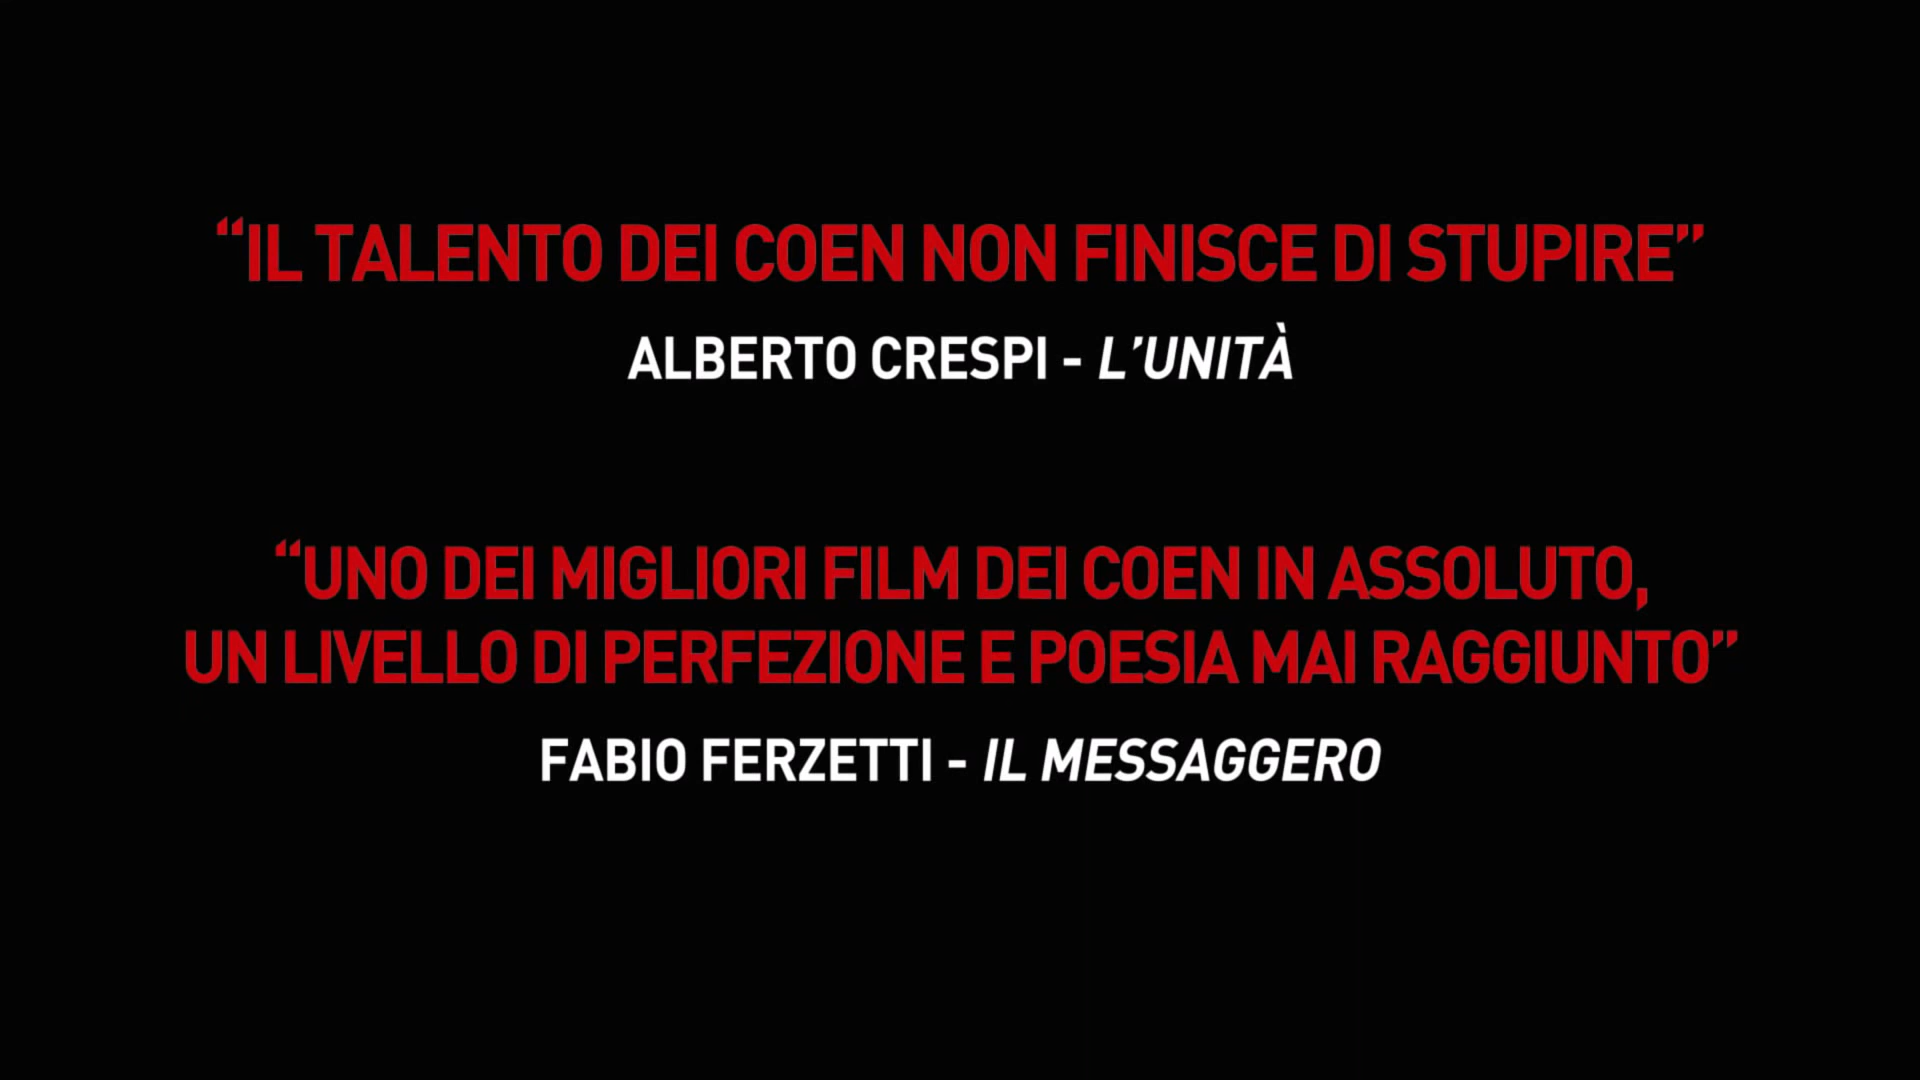 “IL TALENTO DEI COEN NON FINISCE DI STUPIRE”
ALBERTO CRESPI - L’UNITÀ
“UNO DEI MIGLIORI FILM DEI COEN IN ASSOLUTO,
UN LIVELLO DI PERFEZIONE E POESIA MAI RAGGIUNTO”
FABIO FERZETTI - IL MESSAGGERO